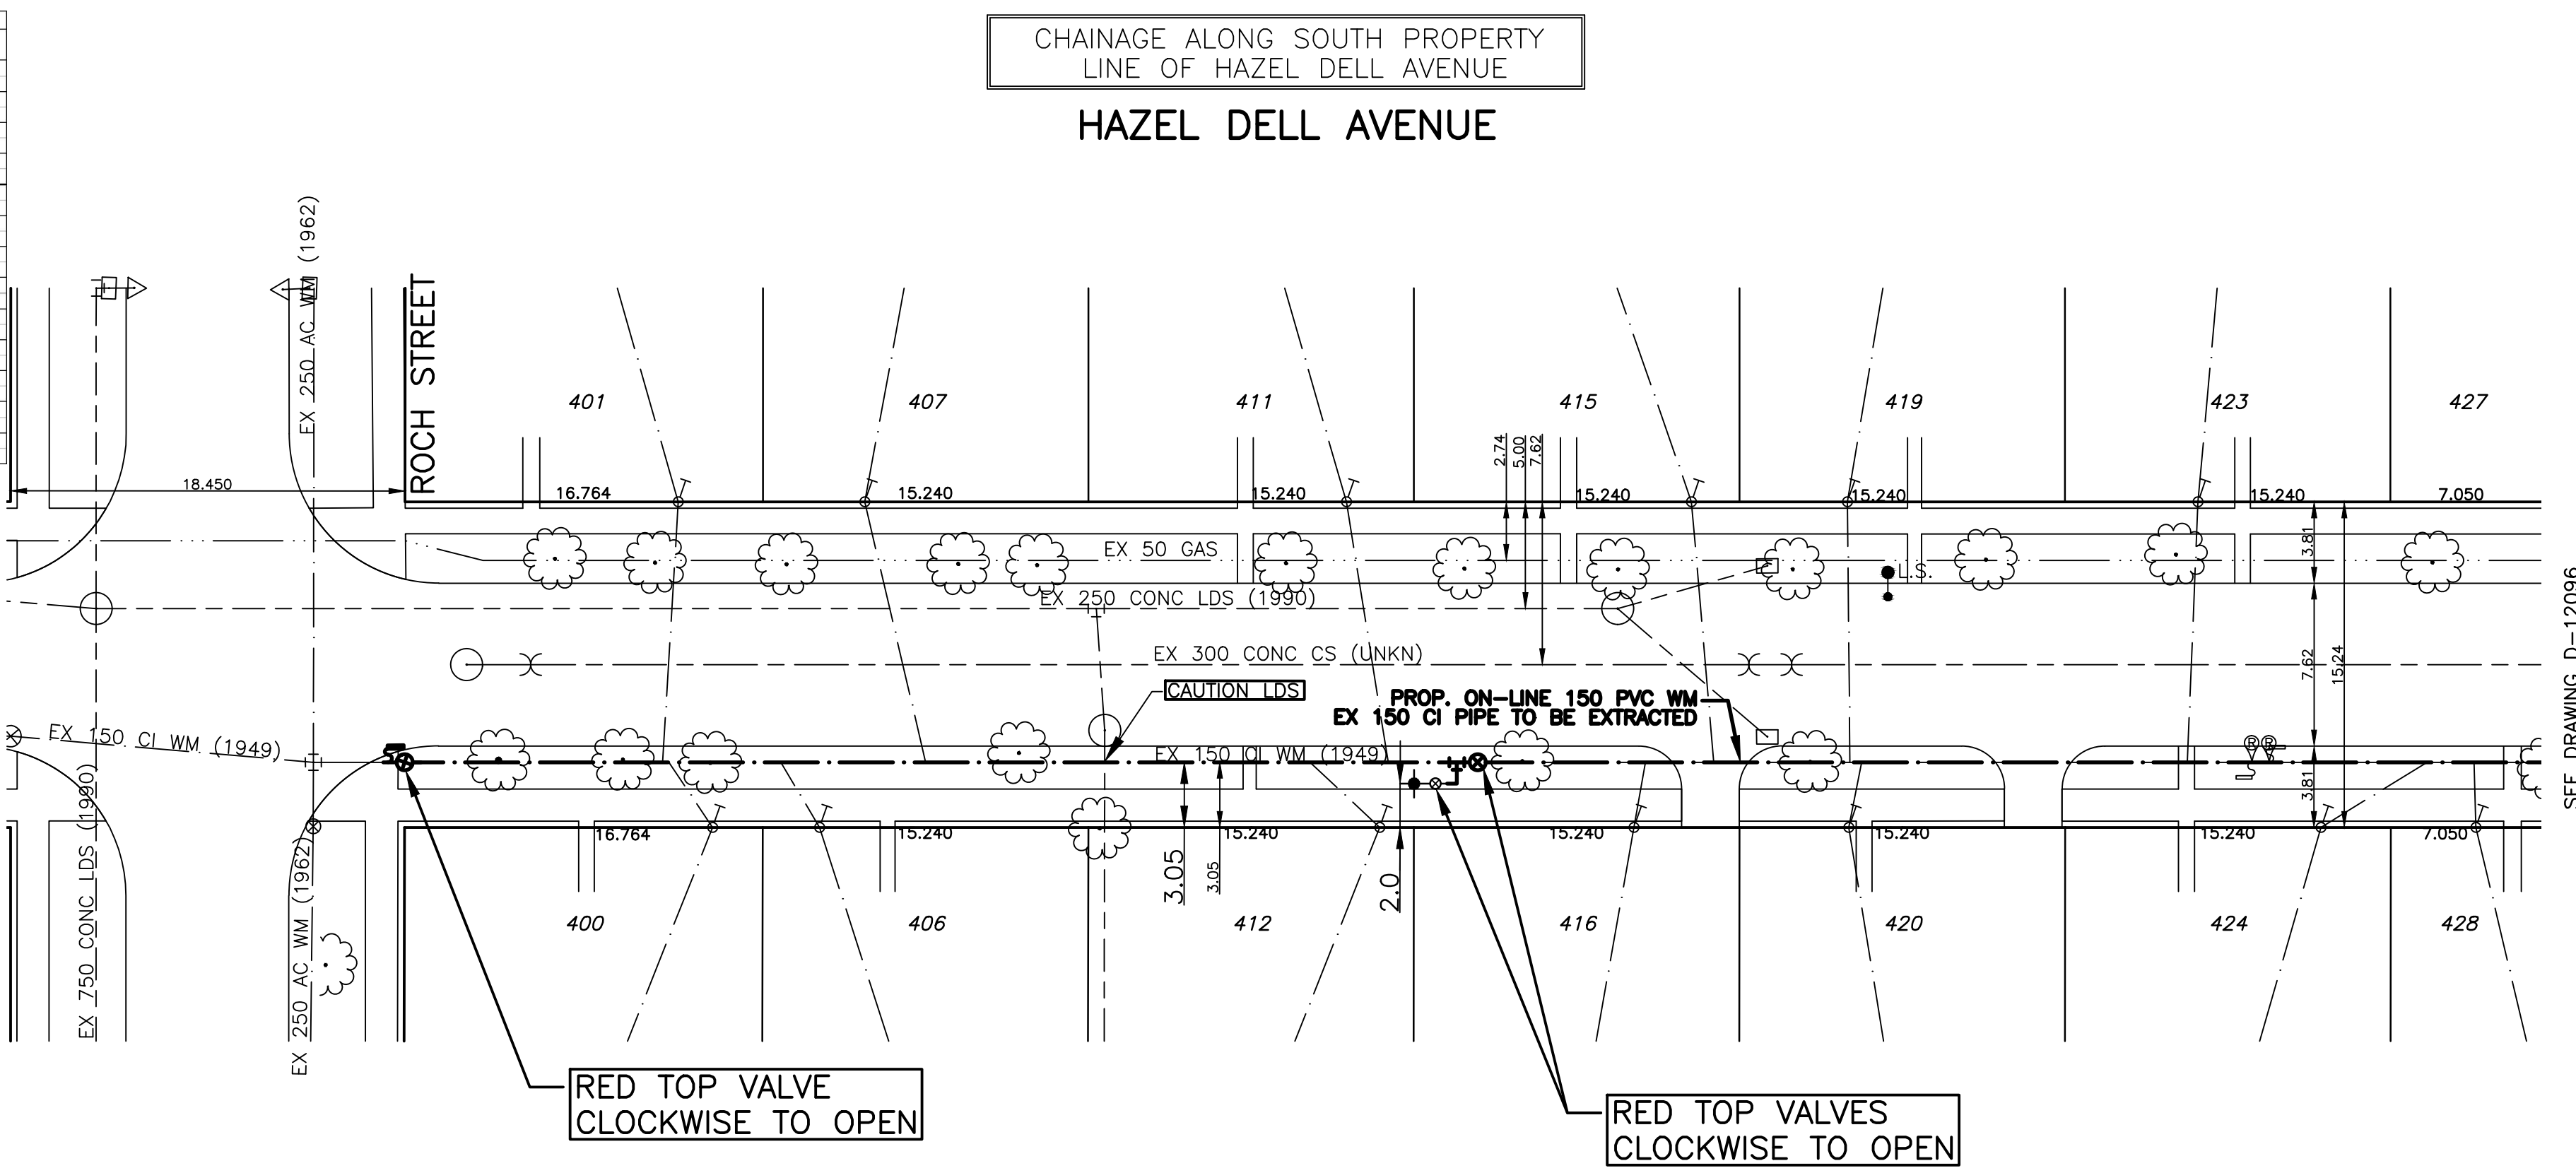 CHAINAGE ALONG SOUTH PROPERTY
LINE OF HAZEL DELL AVENUE
HAZEL DELL AVENUE
EX 250 AC WM (1962)
ROCH STREET
401
407
411
415
419
423
427
2.74
5.00
7.62
18.450
16.764
15.240
15.240
15.240
15.240
15.240
7.050
EX 50 GAS
3.81
L.S.
EX 250 CONC LDS (1990)
EX 300 CONC CS (UNKN)
7.62
15.24
SEE DRAWING D-12096
CAUTION LDS
PROP. ON-LINE 150 PVC WM
EX 150 CI PIPE TO BE EXTRACTED
EX 150 CI WM (1949)
EX 150 CI WM (1949)
R
R
3.81
16.764
15.240
15.240
15.240
15.240
15.240
7.050
3.05
3.05
2.0
EX 750 CONC LDS (1990)
EX 250 AC WM (1962)
400
406
412
416
420
424
428
RED TOP VALVE
CLOCKWISE TO OPEN
RED TOP VALVES
CLOCKWISE TO OPEN